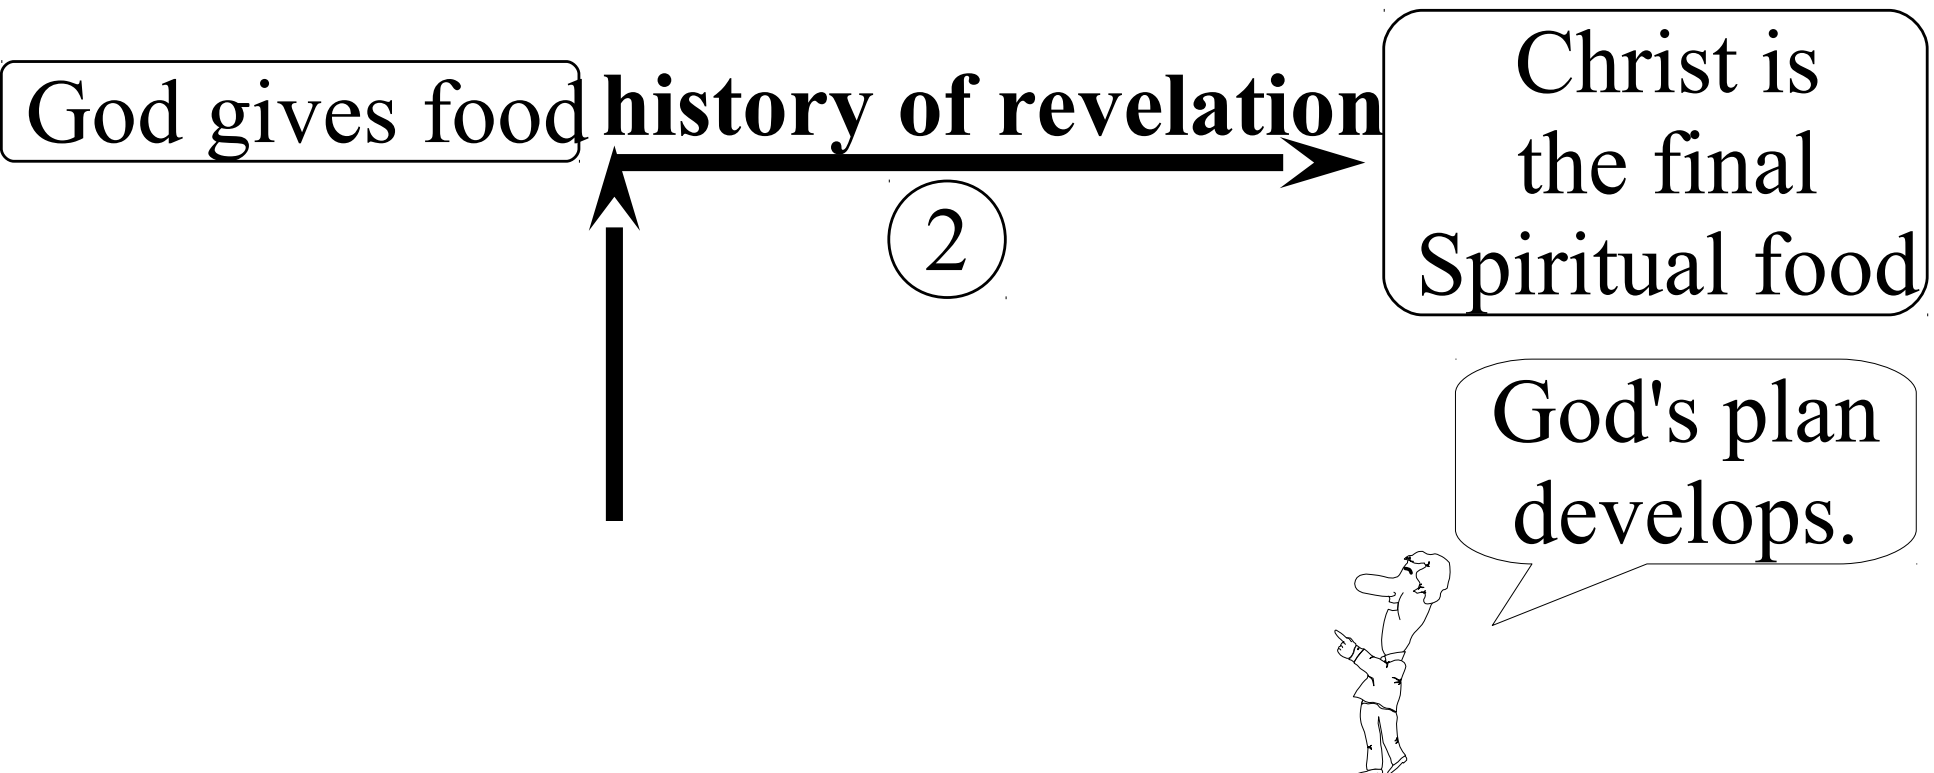 God gives food
history of revelation
2
Christ is
the final
Spiritual food
God's plan
develops.